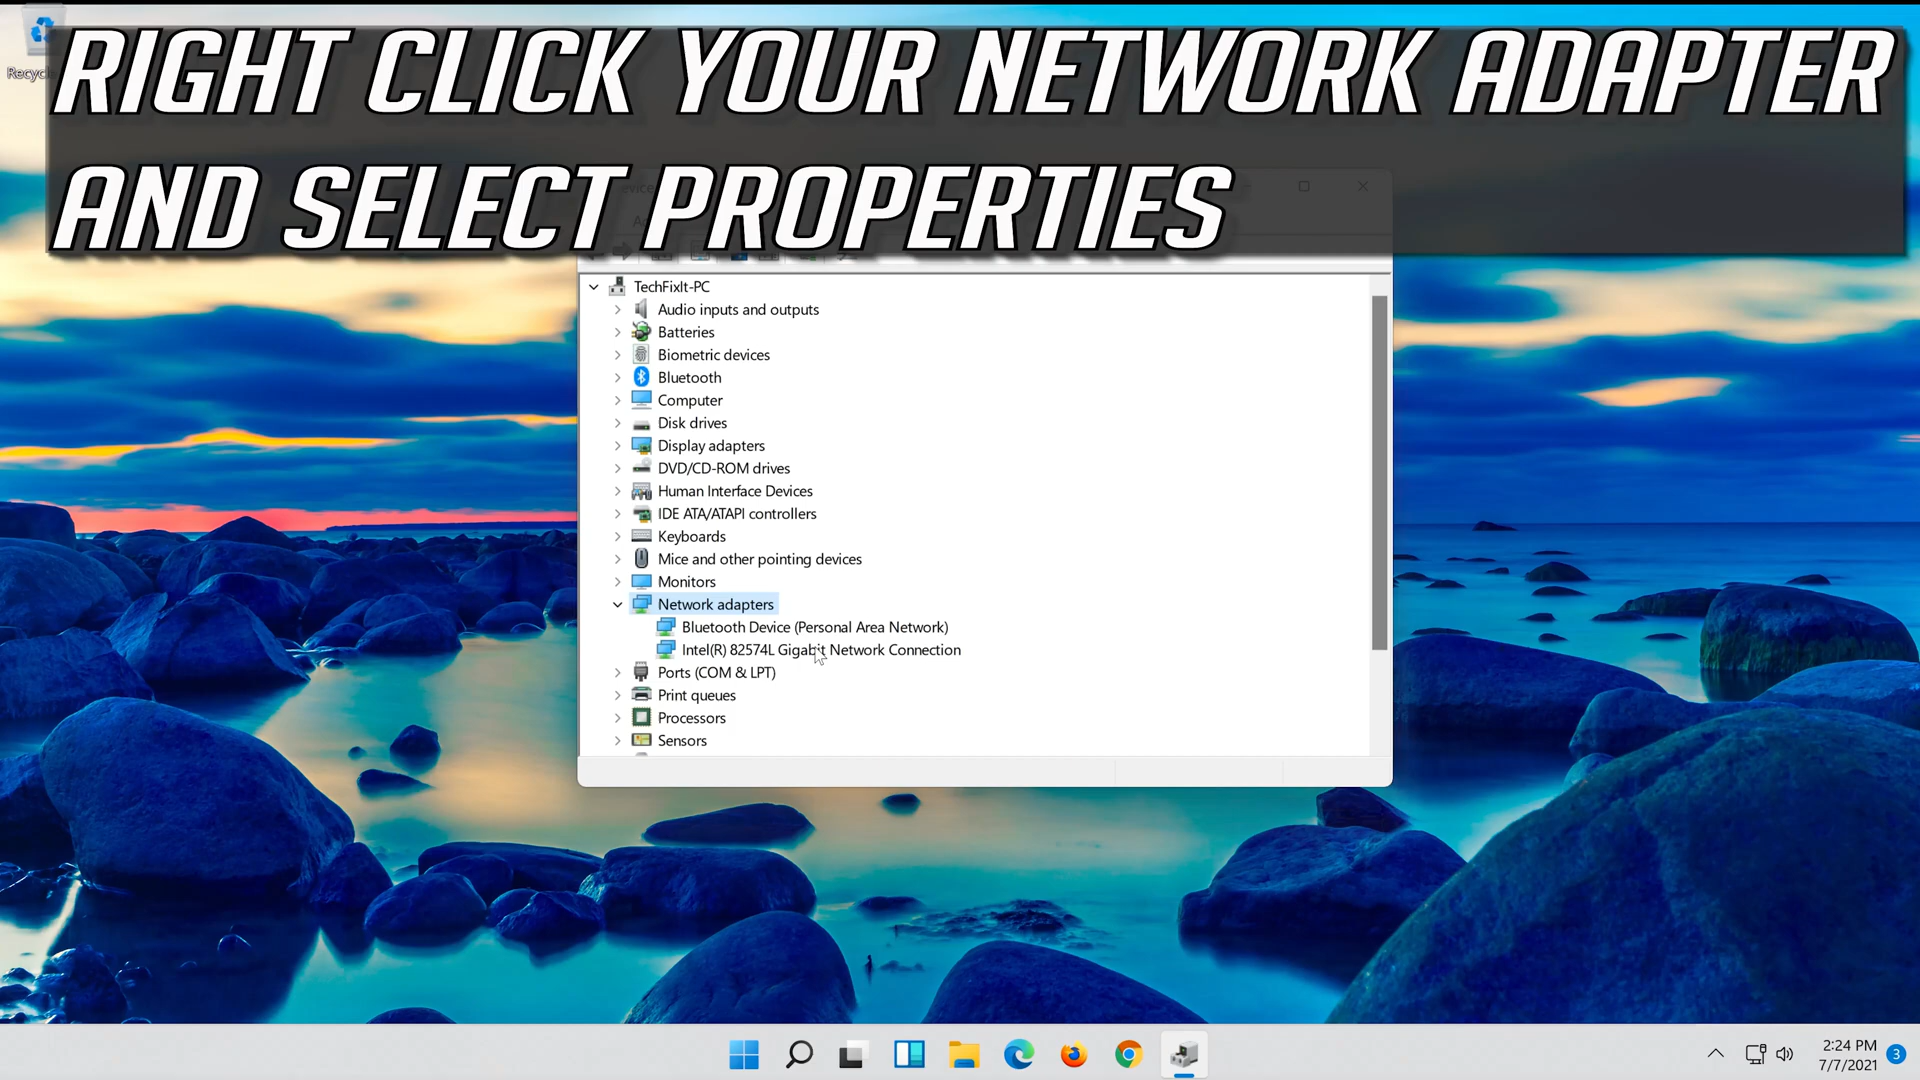 RIGHT CLICK YOUR NETWORK ADAPTER
AND SELECT PROPERTIES
TechFixIt-PC
Audio inputs and outputs
Batteries
Biometric devices
Bluetooth
Computer
Disk drives
Display adapters
DVD/CD-ROM drives
Human Interface Devices
IDE ATA/ATAPI controllers
Keyboards
Mice and other pointing devices
Monitors
Network adapters
Bluetooth Device (Personal Area Network)
Intel(R) 82574L Gigabit Network Connection
Ports (COM & LPT)
Print queues
Processors
Sensors
2:24 PM
7/7/2021
3